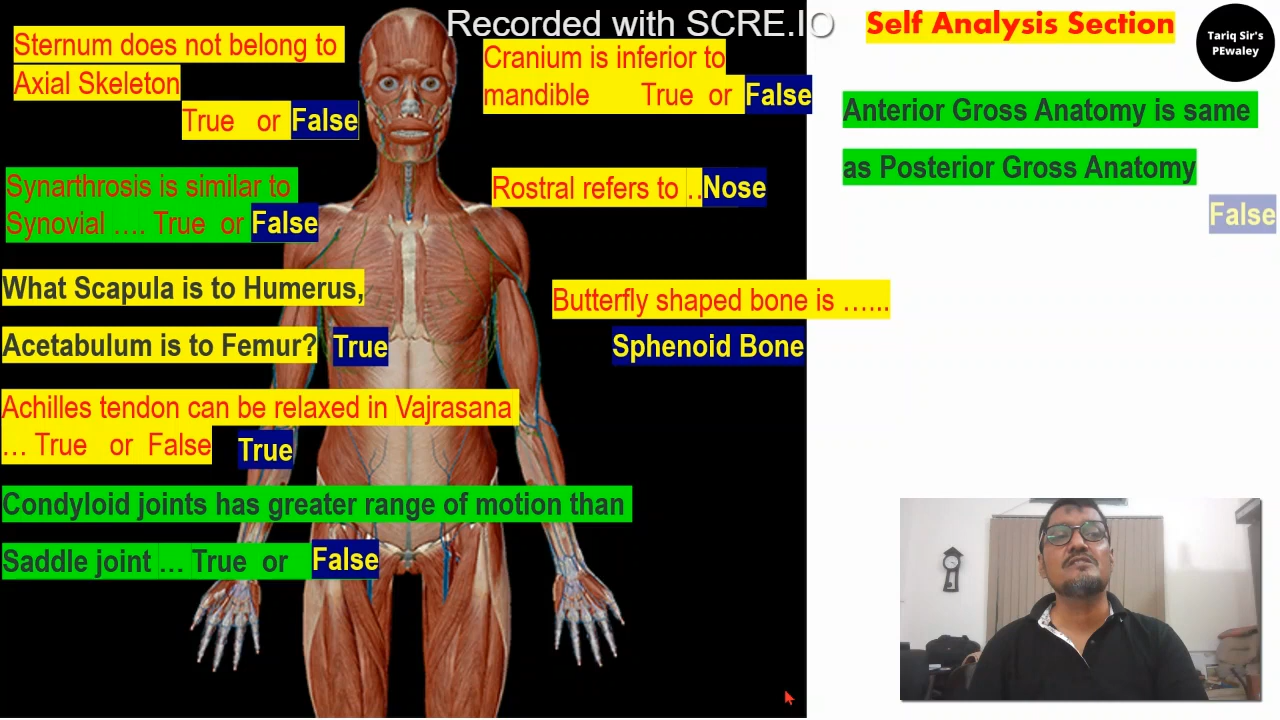 Recorded with SCRE.IO
Self Analysis Section
Tariq Sir's
PEwaley
Sternum does not belong to
Axial Skeleton
True or False
Cranium is inferior to
mandible True or False
Anterior Gross Anatomy is same
as Posterior Gross Anatomy
False
Synarthrosis is similar to
Synovial .... True or False
Rostral refers to ..Nose
What Scapula is to Humerus,
Acetabulum is to Femur? True
Butterfly shaped bone is …...
Sphenoid Bone
Achilles tendon can be relaxed in Vajrasana
… True or False True
Condyloid joints has greater range of motion than
Saddle joint … True or False